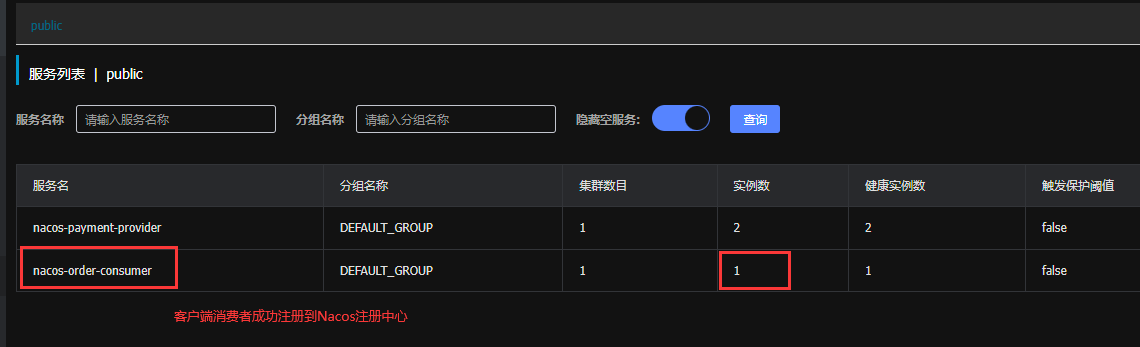 public
服务列表 | public
服务名称 请输入服务名称 分组名称 请输入分组名称 隐藏空服务: 查询
服务名 分组名称 集群数目 实例数 健康实例数 触发保护阈值
nacos-payment-provider DEFAULT_GROUP 1 2 2 false
nacos-order-consumer DEFAULT_GROUP 1 1 1 false
客户端消费者成功注册到Nacos注册中心